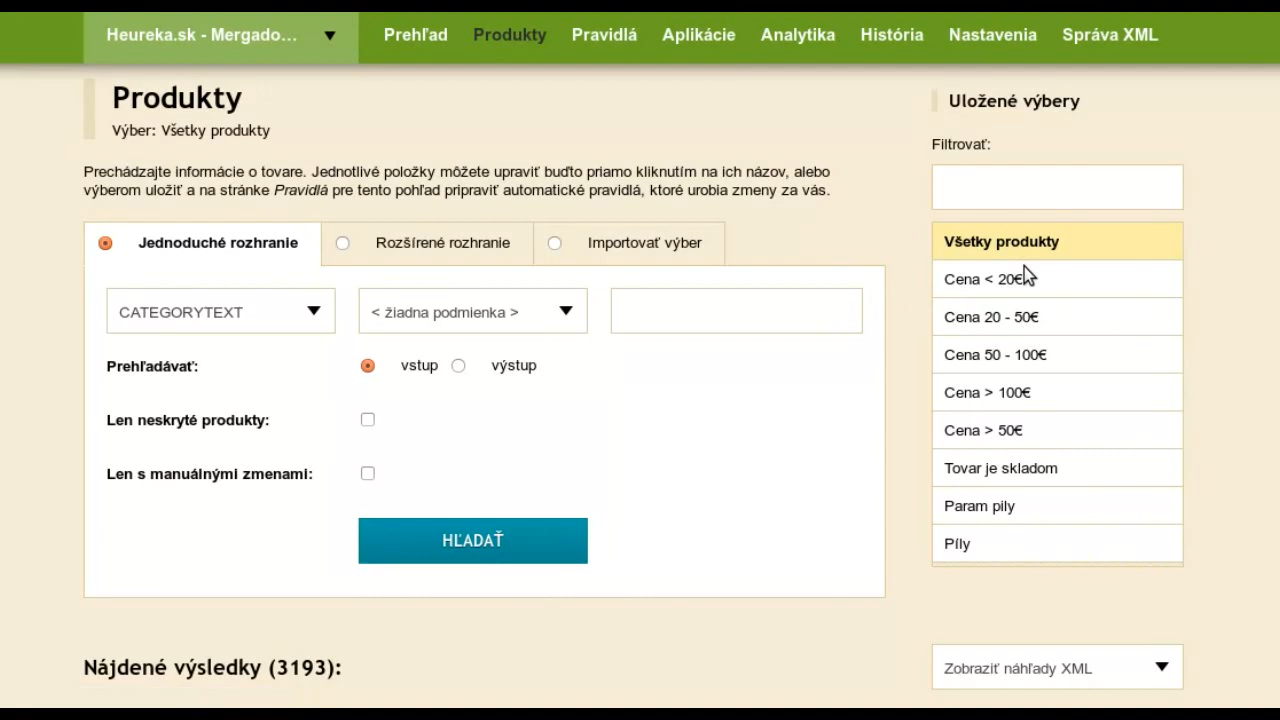 Heureka.sk - Mergado...
Prehľad
Produkty
Pravidlá
Aplikácie
Analytika
História
Nastavenia
Správa XML
Produkty
Výber: Všetky produkty
Prechádzajte informácie o tovare. Jednotlivé položky môžete upraviť buďto priamo kliknutím na ich názov, alebo
výberom uložiť a na stránke Pravidlá pre tento pohľad pripraviť automatické pravidlá, ktoré urobia zmeny za vás.
Jednoduché rozhranie
Rozšírené rozhranie
Importovať výber
CATEGORYTEXT
< žiadna podmienka >
Prehľadávať:
vstup
výstup
Len neskryté produkty:
Len s manuálnymi zmenami:
HĽADAŤ
Nájdené výsledky (3193):
Uložené výbery
Filtrovať:
Všetky produkty
Cena < 20€
Cena 20 - 50€
Cena 50 - 100€
Cena > 100€
Cena > 50€
Tovar je skladom
Param pily
Píly
Zobraziť náhľady XML